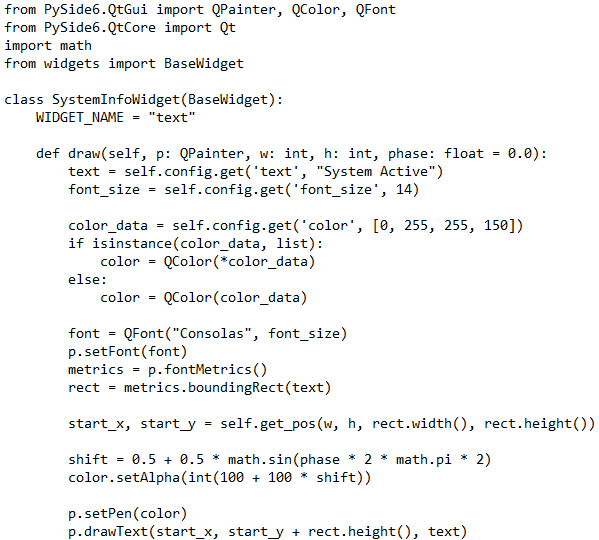 from PySide6.QtGui import QPainter, QColor, QFont
from PySide6.QtCore import Qt
import math
from widgets import BaseWidget

class SystemInfoWidget(BaseWidget):
    WIDGET_NAME = "text"

    def draw(self, p: QPainter, w: int, h: int, phase: float = 0.0):
        text = self.config.get('text', "System Active")
        font_size = self.config.get('font_size', 14)

        color_data = self.config.get('color', [0, 255, 255, 150])
        if isinstance(color_data, list):
            color = QColor(*color_data)
        else:
            color = QColor(color_data)

        font = QFont("Consolas", font_size)
        p.setFont(font)
        metrics = p.fontMetrics()
        rect = metrics.boundingRect(text)

        start_x, start_y = self.get_pos(w, h, rect.width(), rect.height())

        shift = 0.5 + 0.5 * math.sin(phase * 2 * math.pi * 2)
        color.setAlpha(int(100 + 100 * shift))

        p.setPen(color)
        p.drawText(start_x, start_y + rect.height(), text)